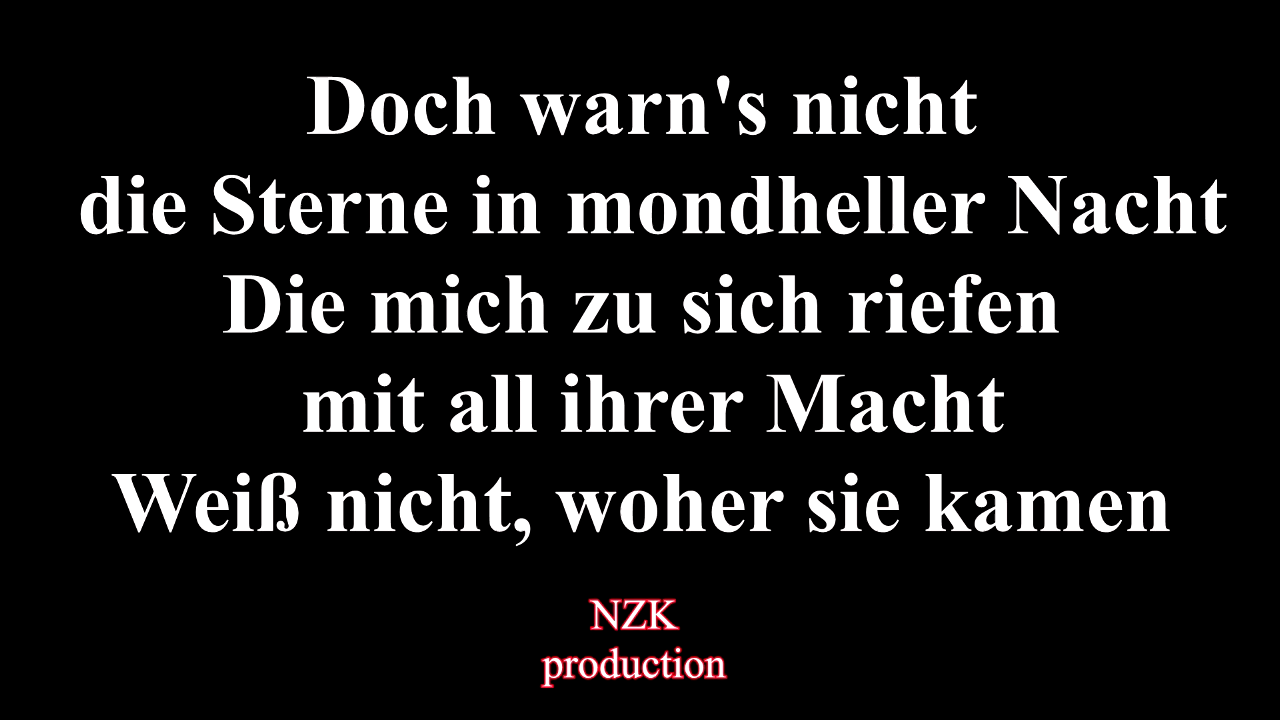 Doch warn's nicht
die Sterne in mondheller Nacht
Die mich zu sich riefen
mit all ihrer Macht
Weiß nicht, woher sie kamen
NZK
production